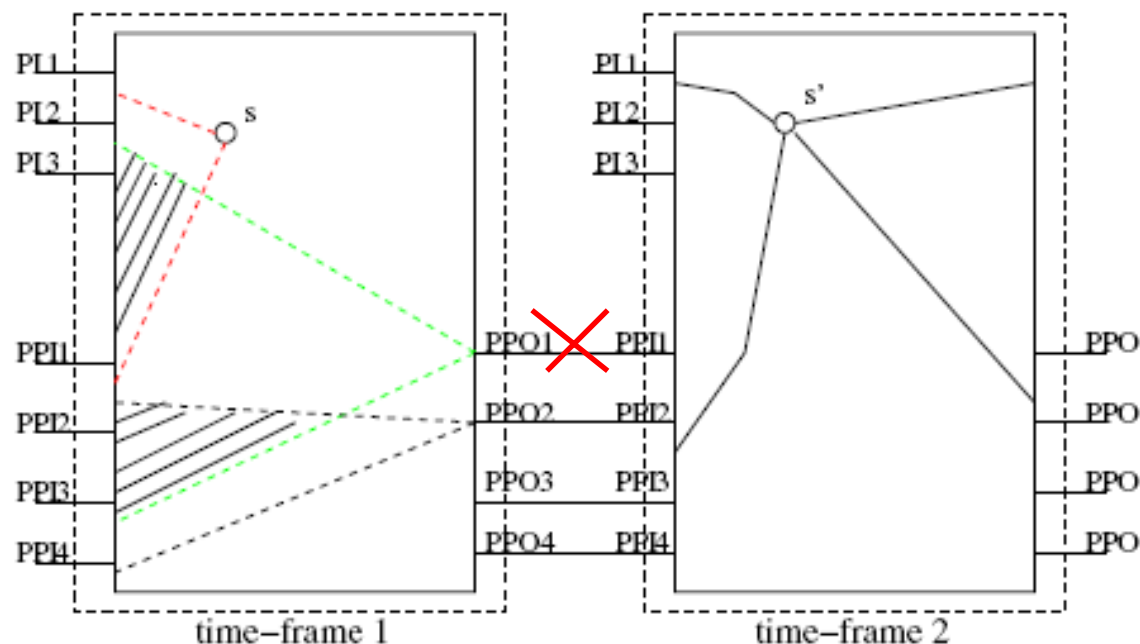 PI1
PI2
PI3
PPI1
PPI2
PPI3
PPI4
s
PPO1
PPO2
PPO3
PPO4
time-frame 1
PI1
PI2
PI3
PPI1
PPI2
PPI3
PPI4
s'
PPO
PPO
PPO
PPO
time-frame 2